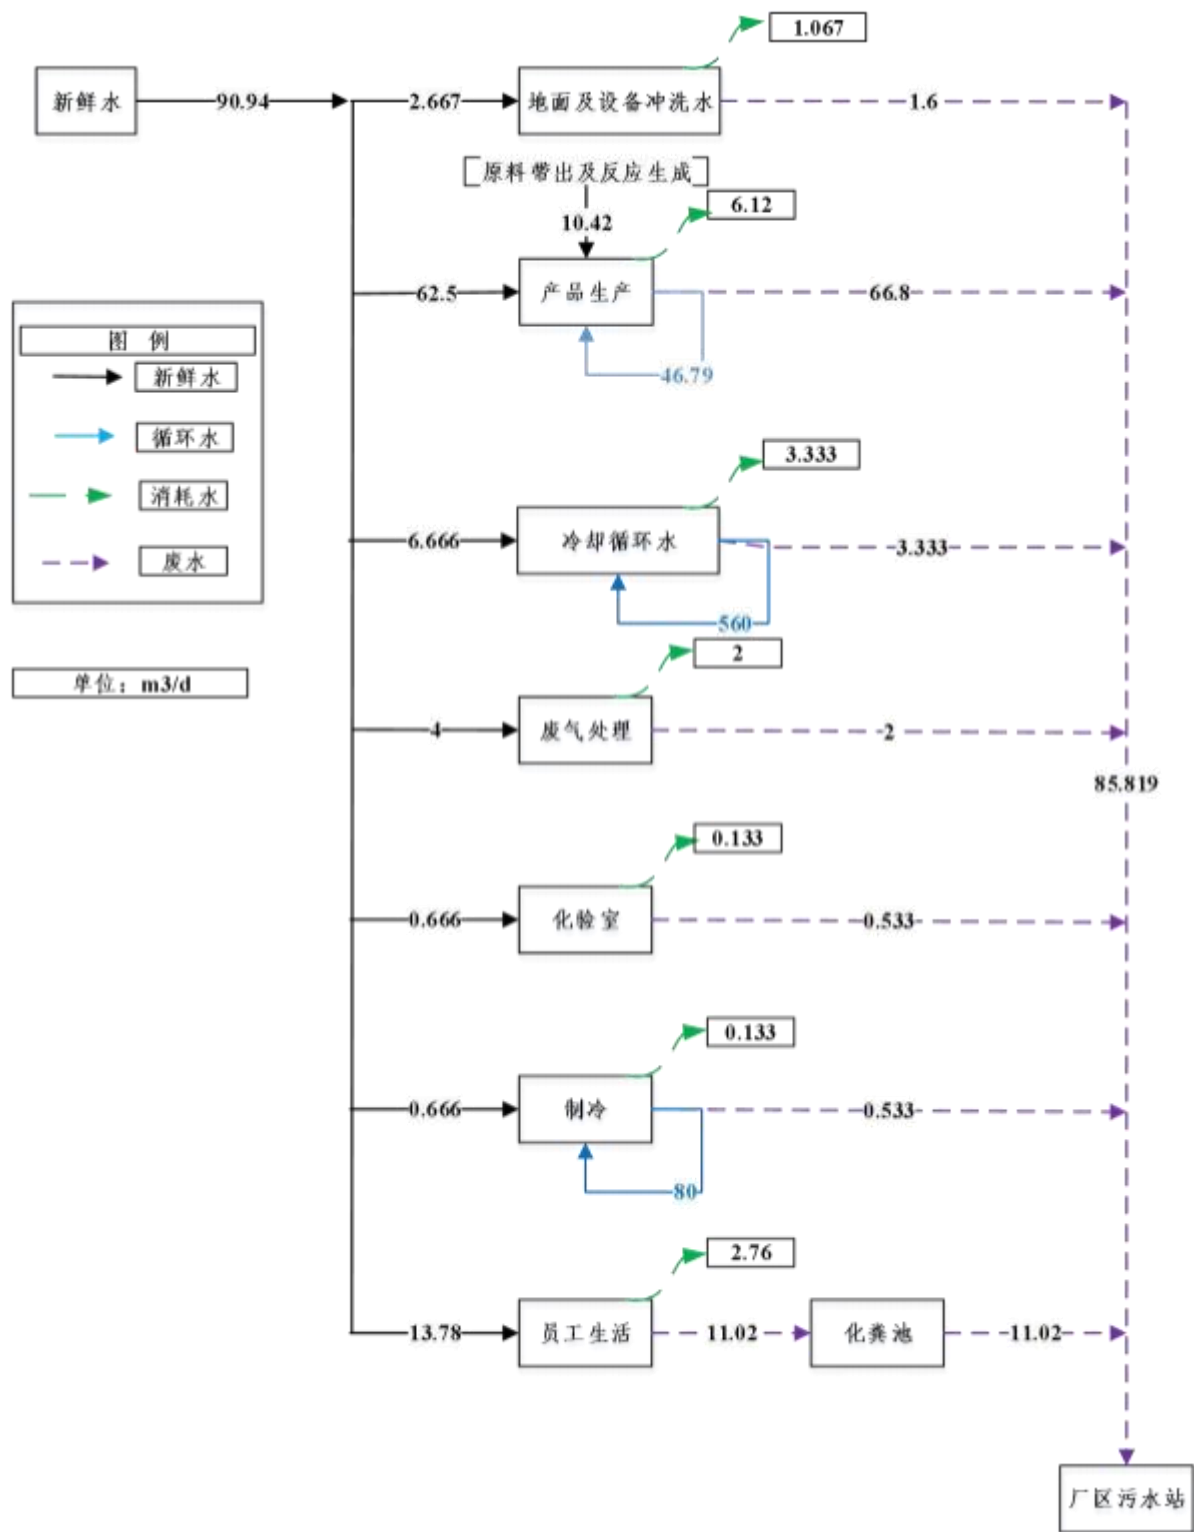 1.067
新鲜水
90.94
2.667
地面及设备冲洗水
1.6
原料带出及反应生成
10.42
6.12
62.5
产品生产
66.8
46.79
图 例
新鲜水
循环水
消耗水
废水
单位：m3/d
3.333
6.666
冷却循环水
3.333
560
2
4
废气处理
2
85.819
0.133
0.666
化验室
0.533
0.133
0.666
制冷
0.533
80
2.76
13.78
员工生活
11.02
化粪池
11.02
厂区污水站